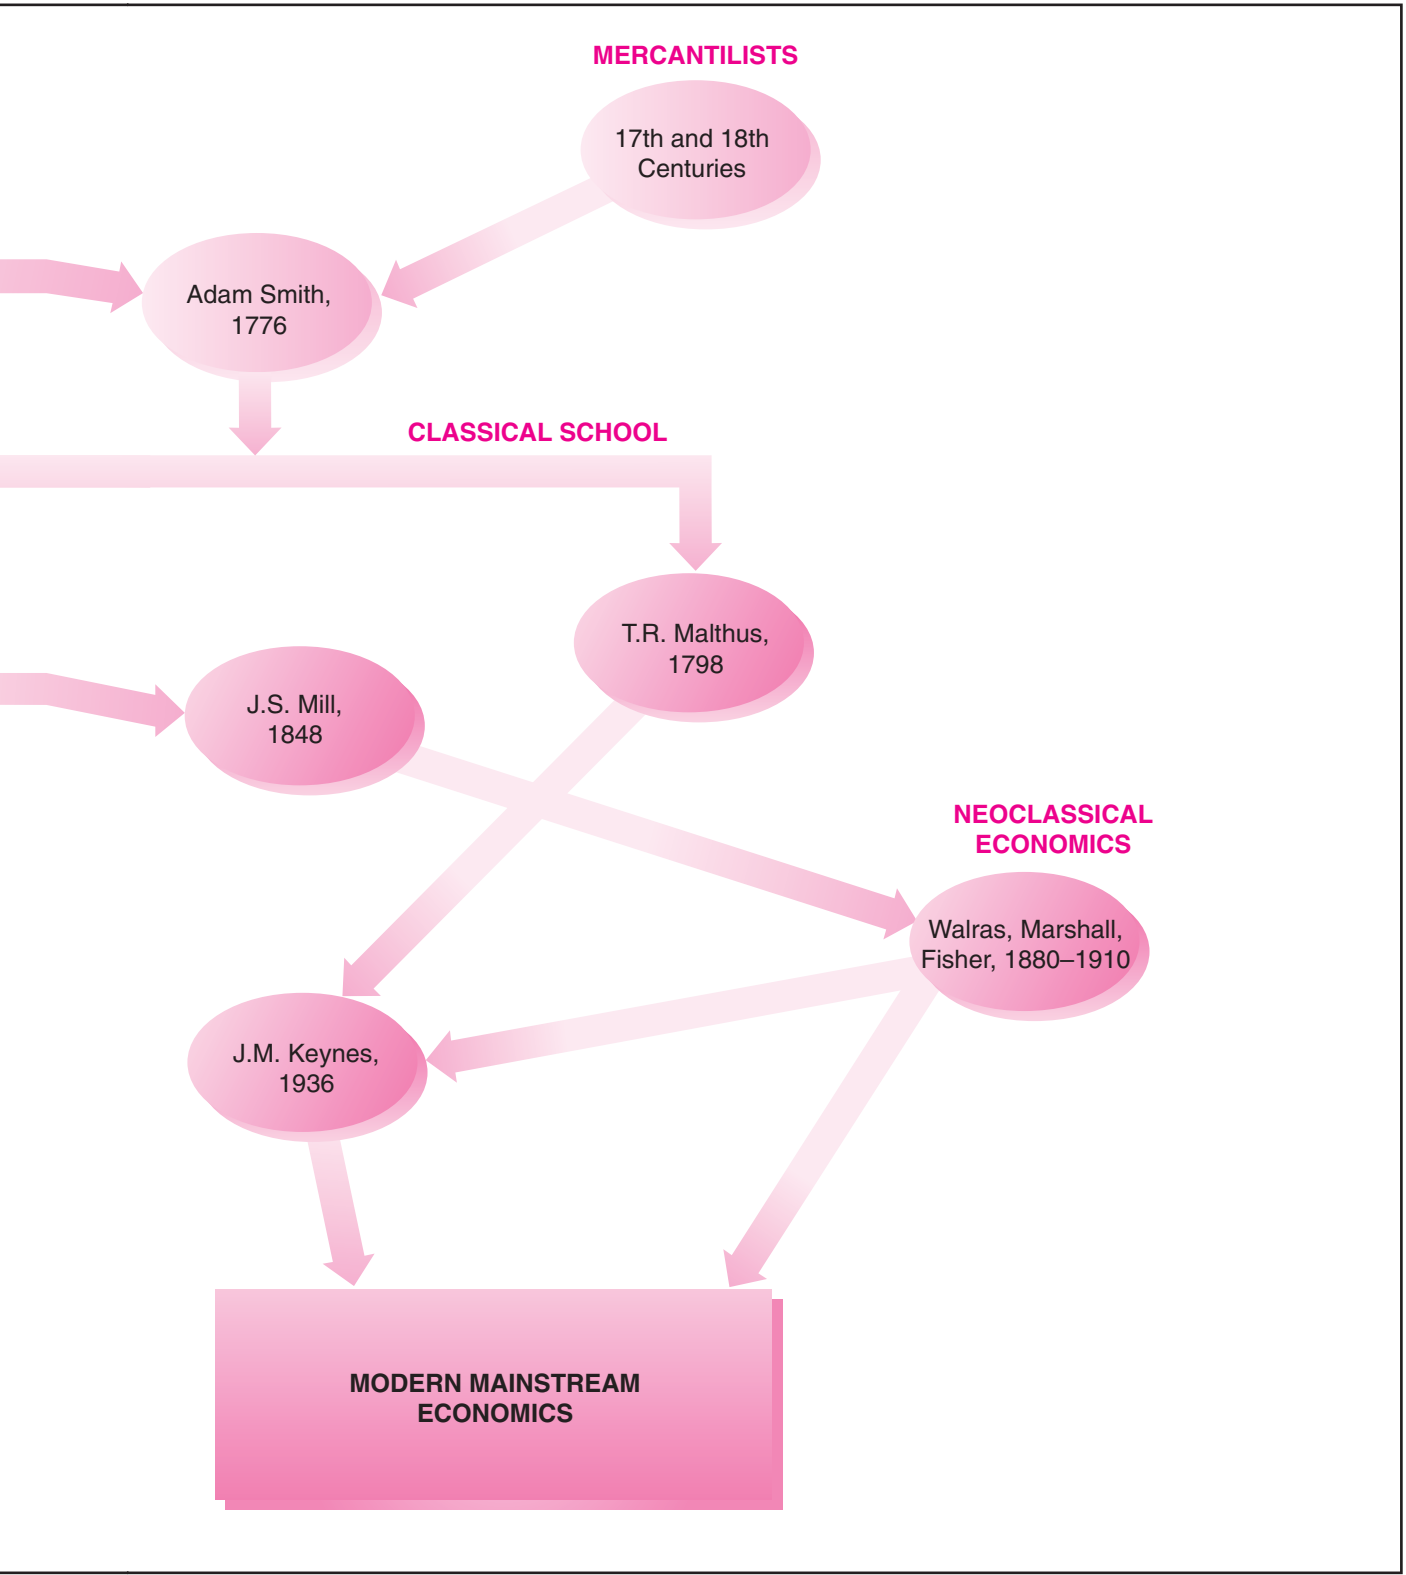 MERCANTILISTS
17th and 18th
Centuries
Adam Smith,
1776
CLASSICAL SCHOOL
T.R. Malthus,
1798
J.S. Mill,
1848
NEOCLASSICAL
ECONOMICS
Walras, Marshall,
Fisher, 1880–1910
J.M. Keynes,
1936
MODERN MAINSTREAM
ECONOMICS